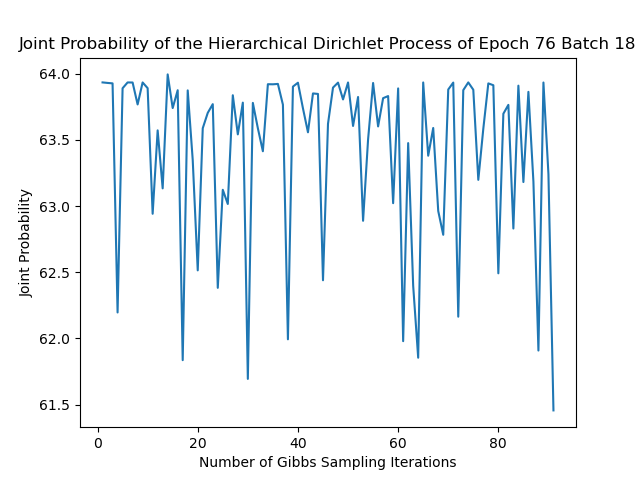 Joint Probability of the Hierarchical Dirichlet Process of Epoch 76 Batch 18
64.0
63.5
63.0
62.5
62.0
61.5
Joint Probability
0 20 40 60 80
Number of Gibbs Sampling Iterations